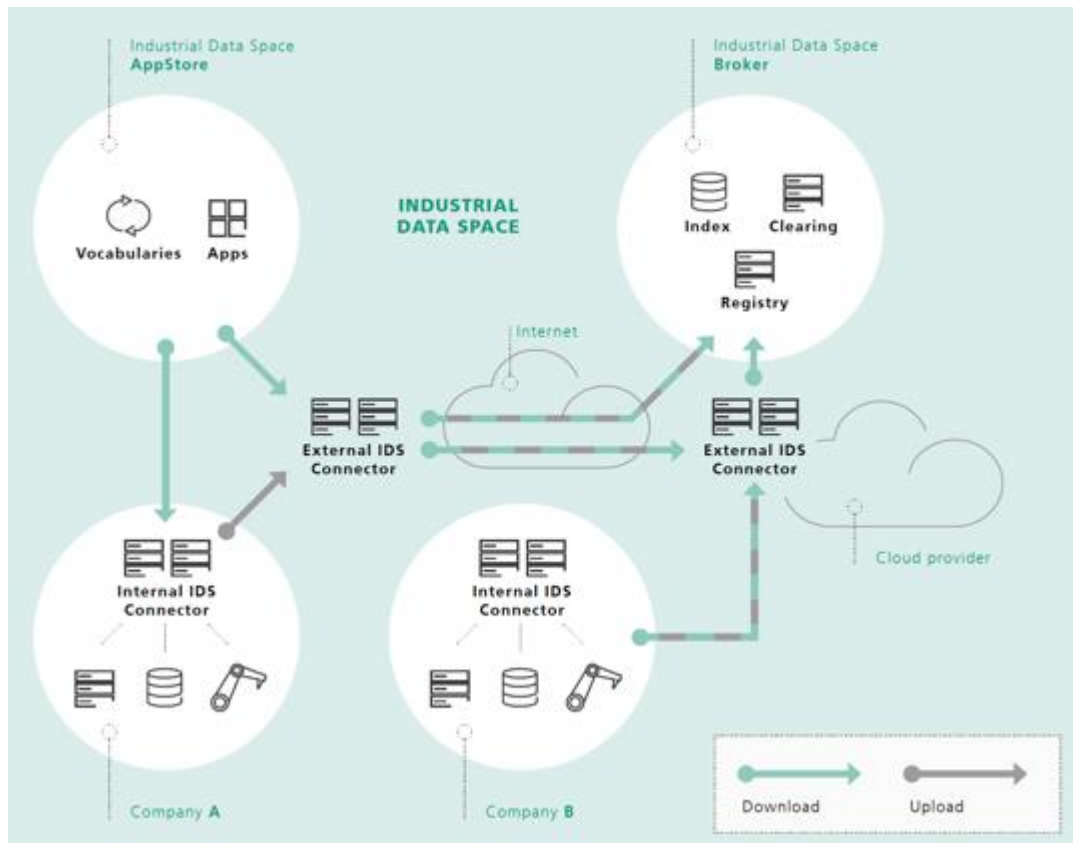 Industrial Data Space
AppStore
Industrial Data Space
Broker
Vocabularies
Apps
INDUSTRIAL
DATA SPACE
Index
Clearing
Registry
Internet
External IDS
Connector
External IDS
Connector
Cloud provider
Internal IDS
Connector
Internal IDS
Connector
Company A
Company B
Download
Upload